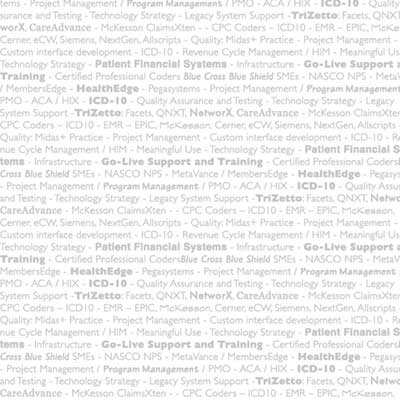 tems - Project Management / Program Management / PMO - ACA / HIX - ICD-10 - Quality
surance and Testing - Technology Strategy - Legacy System Support -TriZetto: Facets, QNXT
worX, CareAdvance - McKesson ClaimsXten - - CPC Coders – ICD10 - EMR – EPIC, McKes
Cerner, eCW, Siemens, NextGen, Allscripts - Quality: Midas+ Practice - Project Management -
Custom interface development - ICD-10 - Revenue Cycle Management / HIM - Meaningful Use
Technology Strategy - Patient Financial Systems - Infrastructure - Go-Live Support a
Training - Certified Professional Coders Blue Cross Blue Shield SMEs - NASCO NPS - MetaV
/ MembersEdge - HealthEdge - Pegasystems - Project Management / Program Management
PMO - ACA / HIX - ICD-10 - Quality Assurance and Testing - Technology Strategy - Legacy
System Support -TriZetto: Facets, QNXT, NetworX, CareAdvance - McKesson ClaimsXten
CPC Coders – ICD10 - EMR – EPIC, McKesson, Cerner, eCW, Siemens, NextGen, Allscripts
Quality: Midas+ Practice - Project Management - Custom interface development - ICD-10 - Re
nue Cycle Management / HIM - Meaningful Use - Technology Strategy - Patient Financial S
tems - Infrastructure - Go-Live Support and Training - Certified Professional CodersB
Cross Blue Shield SMEs - NASCO NPS - MetaVance / MembersEdge - HealthEdge - Pegasys
- Project Management / Program Management / PMO - ACA / HIX - ICD-10 - Quality Assu
and Testing - Technology Strategy - Legacy System Support -TriZetto: Facets, QNXT, Netwo
CareAdvance - McKesson ClaimsXten - - CPC Coders – ICD10 - EMR – EPIC, McKesson,
Cerner, eCW, Siemens, NextGen, Allscripts - Quality: Midas+ Practice - Project Management -
Custom interface development - ICD-10 - Revenue Cycle Management / HIM - Meaningful Use
Technology Strategy - Patient Financial Systems - Infrastructure - Go-Live Support a
Training - Certified Professional CodersBlue Cross Blue Shield SMEs - NASCO NPS - MetaV
MembersEdge - HealthEdge - Pegasystems - Project Management / Program Management
PMO - ACA / HIX - ICD-10 - Quality Assurance and Testing - Technology Strategy - Legacy
System Support -TriZetto: Facets, QNXT, NetworX, CareAdvance - McKesson ClaimsXten
CPC Coders – ICD10 - EMR – EPIC, McKesson, Cerner, eCW, Siemens, NextGen, Allscripts -
Quality: Midas+ Practice - Project Management - Custom interface development - ICD-10 - Re
nue Cycle Management / HIM - Meaningful Use - Technology Strategy - Patient Financial S
tems - Infrastructure - Go-Live Support and Training - Certified Professional Coders
Cross Blue Shield SMEs - NASCO NPS - MetaVance / MembersEdge - HealthEdge - Pegasy
- Project Management / Program Management / PMO - ACA / HIX - ICD-10 - Quality Assu
and Testing - Technology Strategy - Legacy System Support -TriZetto: Facets, QNXT, Netwo
CareAdvance - McKesson ClaimsXten - - CPC Coders – ICD10 - EMR – EPIC, McKesson,